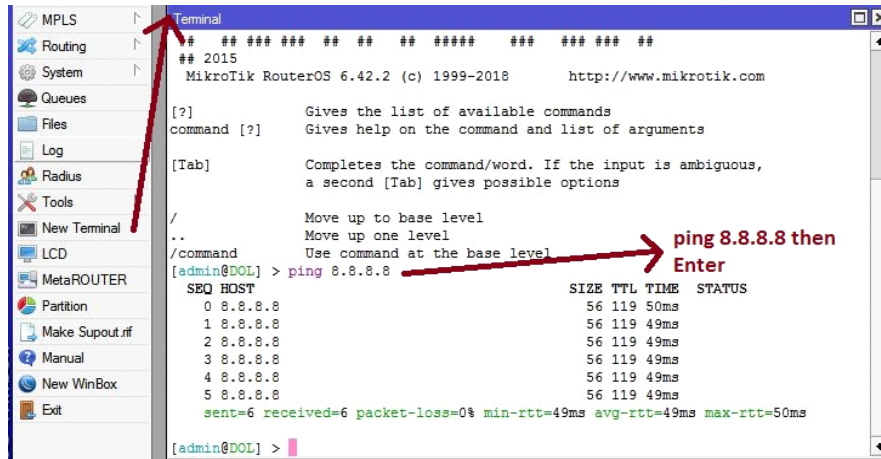 MPLS
Routing
System
Queues
Files
Log
Radius
Tools
New Terminal
LCD
MetaROUTER
Partition
Make Supout.rif
Manual
New WinBox
Exit
Terminal
## ## ### ### ## ## ## ##### ### ### ### ##
## 2015
MikroTik RouterOS 6.42.2 (c) 1999-2018 http://www.mikrotik.com
[?] Gives the list of available commands
command [?] Gives help on the command and list of arguments
[Tab] Completes the command/word. If the input is ambiguous,
a second [Tab] gives possible options
/ Move up to base level
.. Move up one level
/command Use command at the base level
[admin@DOL] > ping 8.8.8.8
SEQ HOST SIZE TTL TIME STATUS
0 8.8.8.8 56 119 50ms
1 8.8.8.8 56 119 49ms
2 8.8.8.8 56 119 49ms
3 8.8.8.8 56 119 49ms
4 8.8.8.8 56 119 49ms
5 8.8.8.8 56 119 49ms
sent=6 received=6 packet-loss=0% min-rtt=49ms avg-rtt=49ms max-rtt=50ms
[admin@DOL] >
ping 8.8.8.8 then
Enter